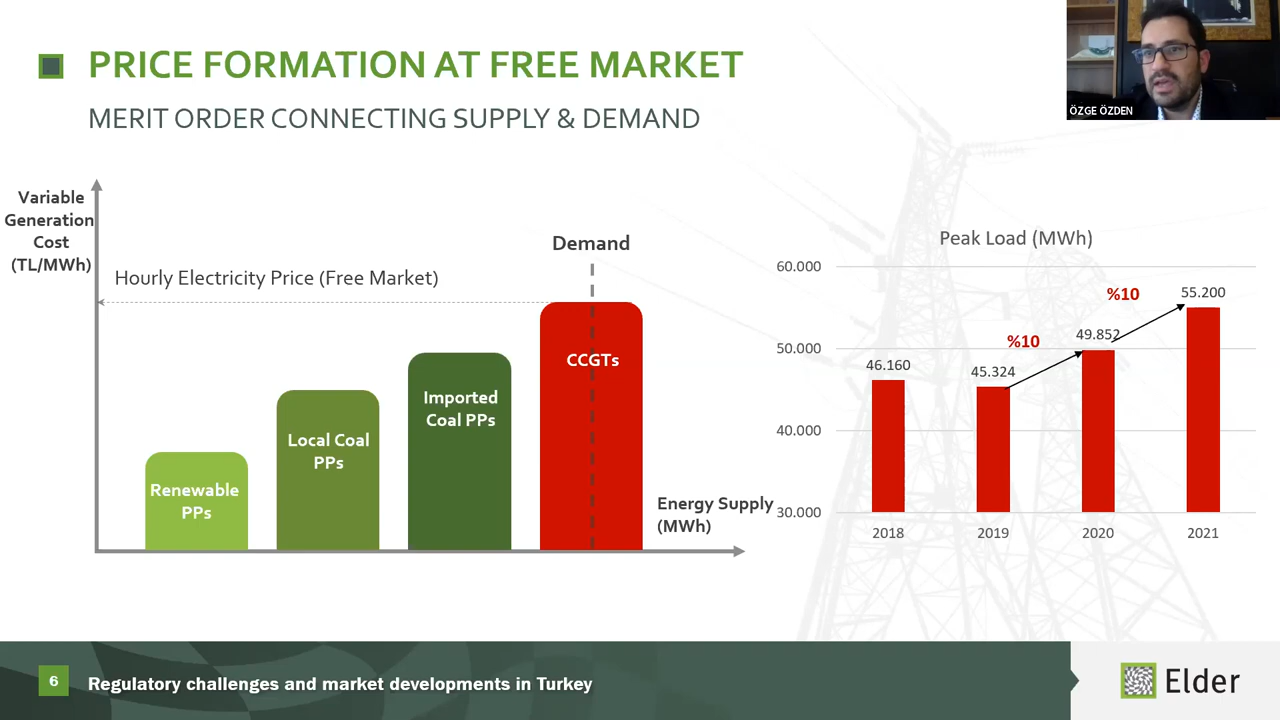 PRICE FORMATION AT FREE MARKET
MERIT ORDER CONNECTING SUPPLY & DEMAND
ÖZGE ÖZDEN
Variable
Generation
Cost
(TL/MWh)
Hourly Electricity Price (Free Market)
Demand
Renewable
PPs
Local Coal
PPs
Imported
Coal PPs
CCGTs
Energy Supply
(MWh)
Peak Load (MWh)
60.000
50.000
40.000
30.000
46.160
45.324
49.852
55.200
%10
%10
2018
2019
2020
2021
6
Regulatory challenges and market developments in Turkey
Elder